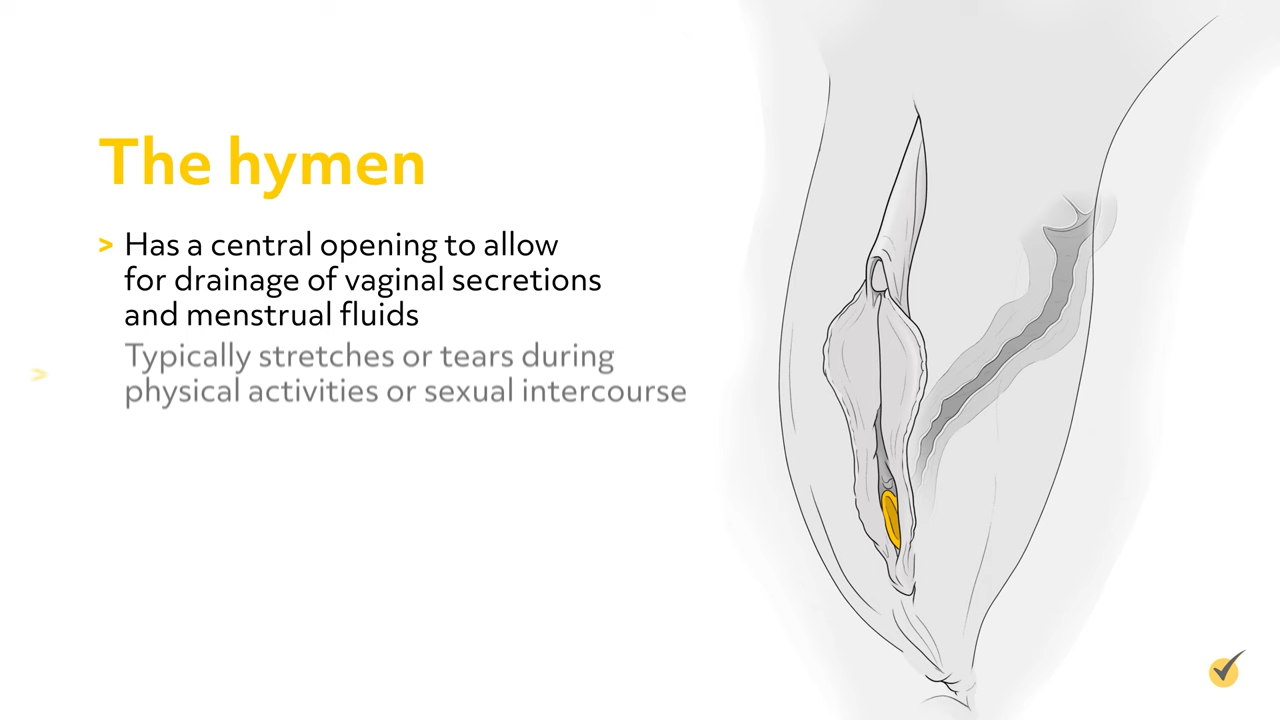 The hymen
> Has a central opening to allow
for drainage of vaginal secretions
and menstrual fluids
> Typically stretches or tears during
physical activities or sexual intercourse